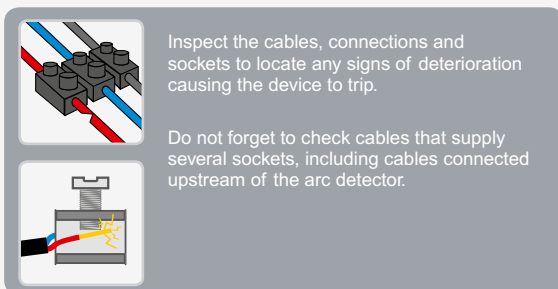 Inspect the cables, connections and
sockets to locate any signs of deterioration
causing the device to trip.
Do not forget to check cables that supply
several sockets, including cables connected
upstream of the arc detector.